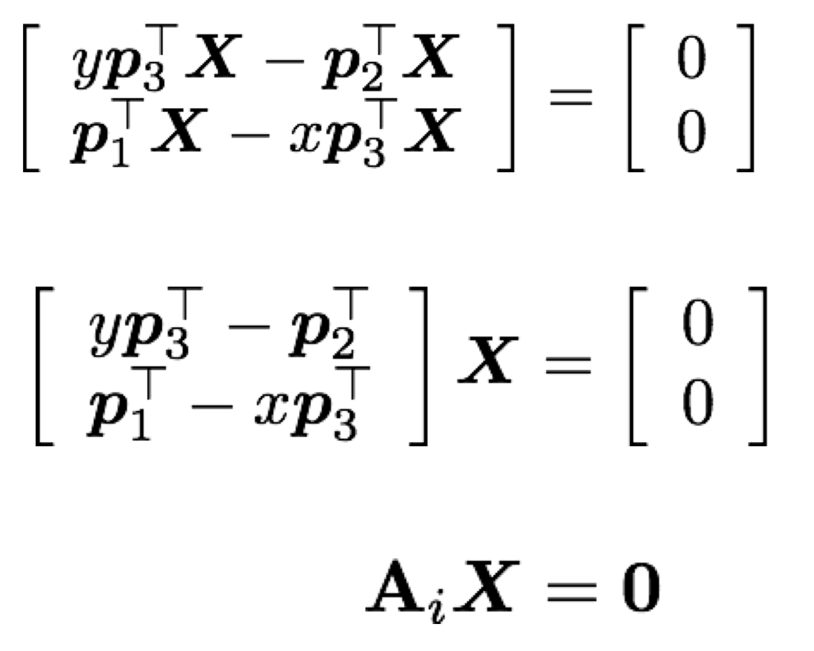 [ y𝒑₃ᵀ𝑿 − 𝒑₂ᵀ𝑿 ] = [ 0 ]
[ 𝒑₁ᵀ𝑿 − x𝒑₃ᵀ𝑿 ] [ 0 ]
[ y𝒑₃ᵀ − 𝒑₂ᵀ ] 𝑿 = [ 0 ]
[ 𝒑₁ᵀ − x𝒑₃ᵀ ] [ 0 ]
𝐀ᵢ𝑿 = 𝟎